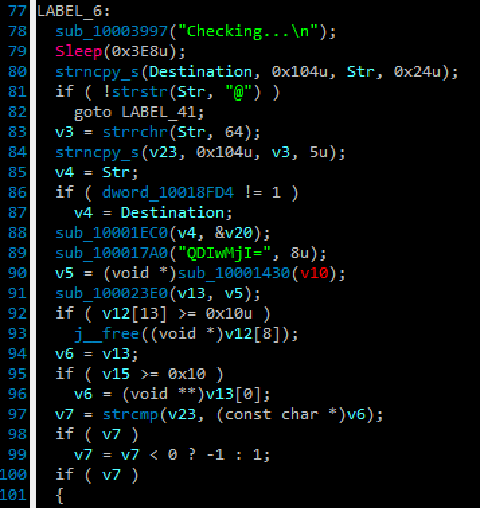 77 LABEL_6:
78 sub_10003997("Checking...\n");
79 Sleep(0x3E8u);
80 strncpy_s(Destination, 0x104u, Str, 0x24u);
81 if ( !strstr(Str, "@") )
82 goto LABEL_41;
83 v3 = strrchr(Str, 64);
84 strncpy_s(v23, 0x104u, v3, 5u);
85 v4 = Str;
86 if ( dword_10018FD4 != 1 )
87 v4 = Destination;
88 sub_10001EC0(v4, &v20);
89 sub_100017A0("QDIwMjI=", 8u);
90 v5 = (void *)sub_10001430(v10);
91 sub_100023E0(v13, v5);
92 if ( v12[13] >= 0x10u )
93 j__free((void *)v12[8]);
94 v6 = v13;
95 if ( v15 >= 0x10 )
96 v6 = (void **)v13[0];
97 v7 = strcmp(v23, (const char *)v6);
98 if ( v7 )
99 v7 = v7 < 0 ? -1 : 1;
100 if ( v7 )
101 {